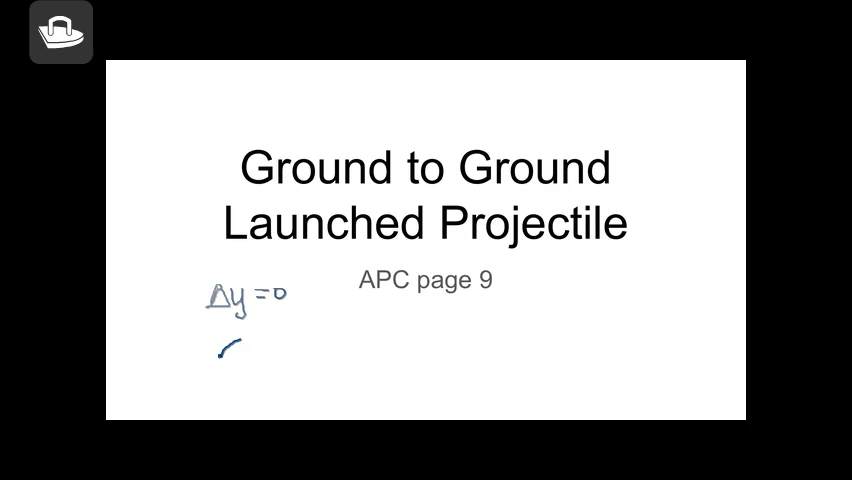 Ground to Ground
Launched Projectile
APC page 9
Δy = 0